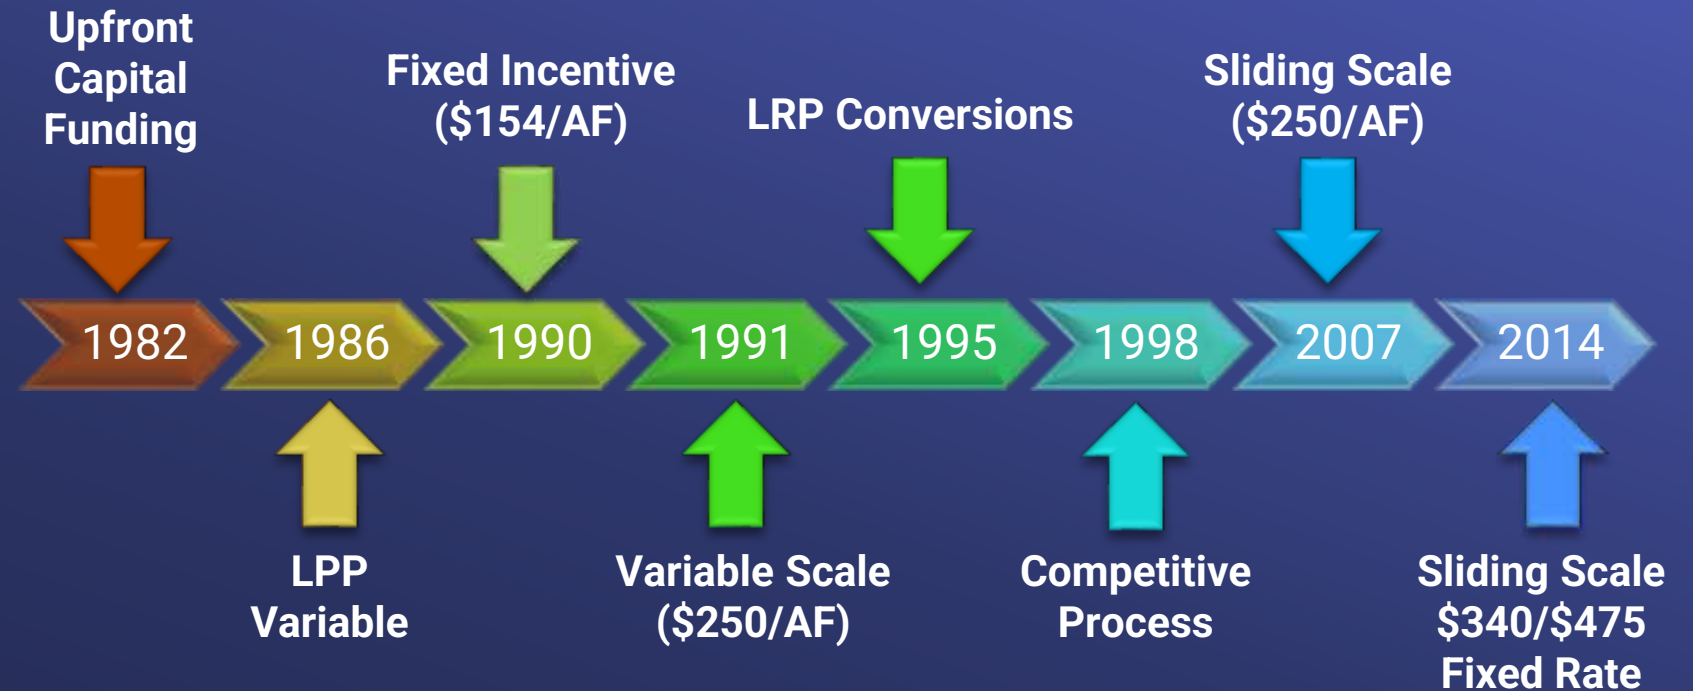 Upfront
Capital
Funding
Fixed Incentive
($154/AF)
LRP Conversions
Sliding Scale
($250/AF)
1982
1986
1990
1991
1995
1998
2007
2014
LPP
Variable
Variable Scale
($250/AF)
Competitive
Process
Sliding Scale
$340/$475
Fixed Rate